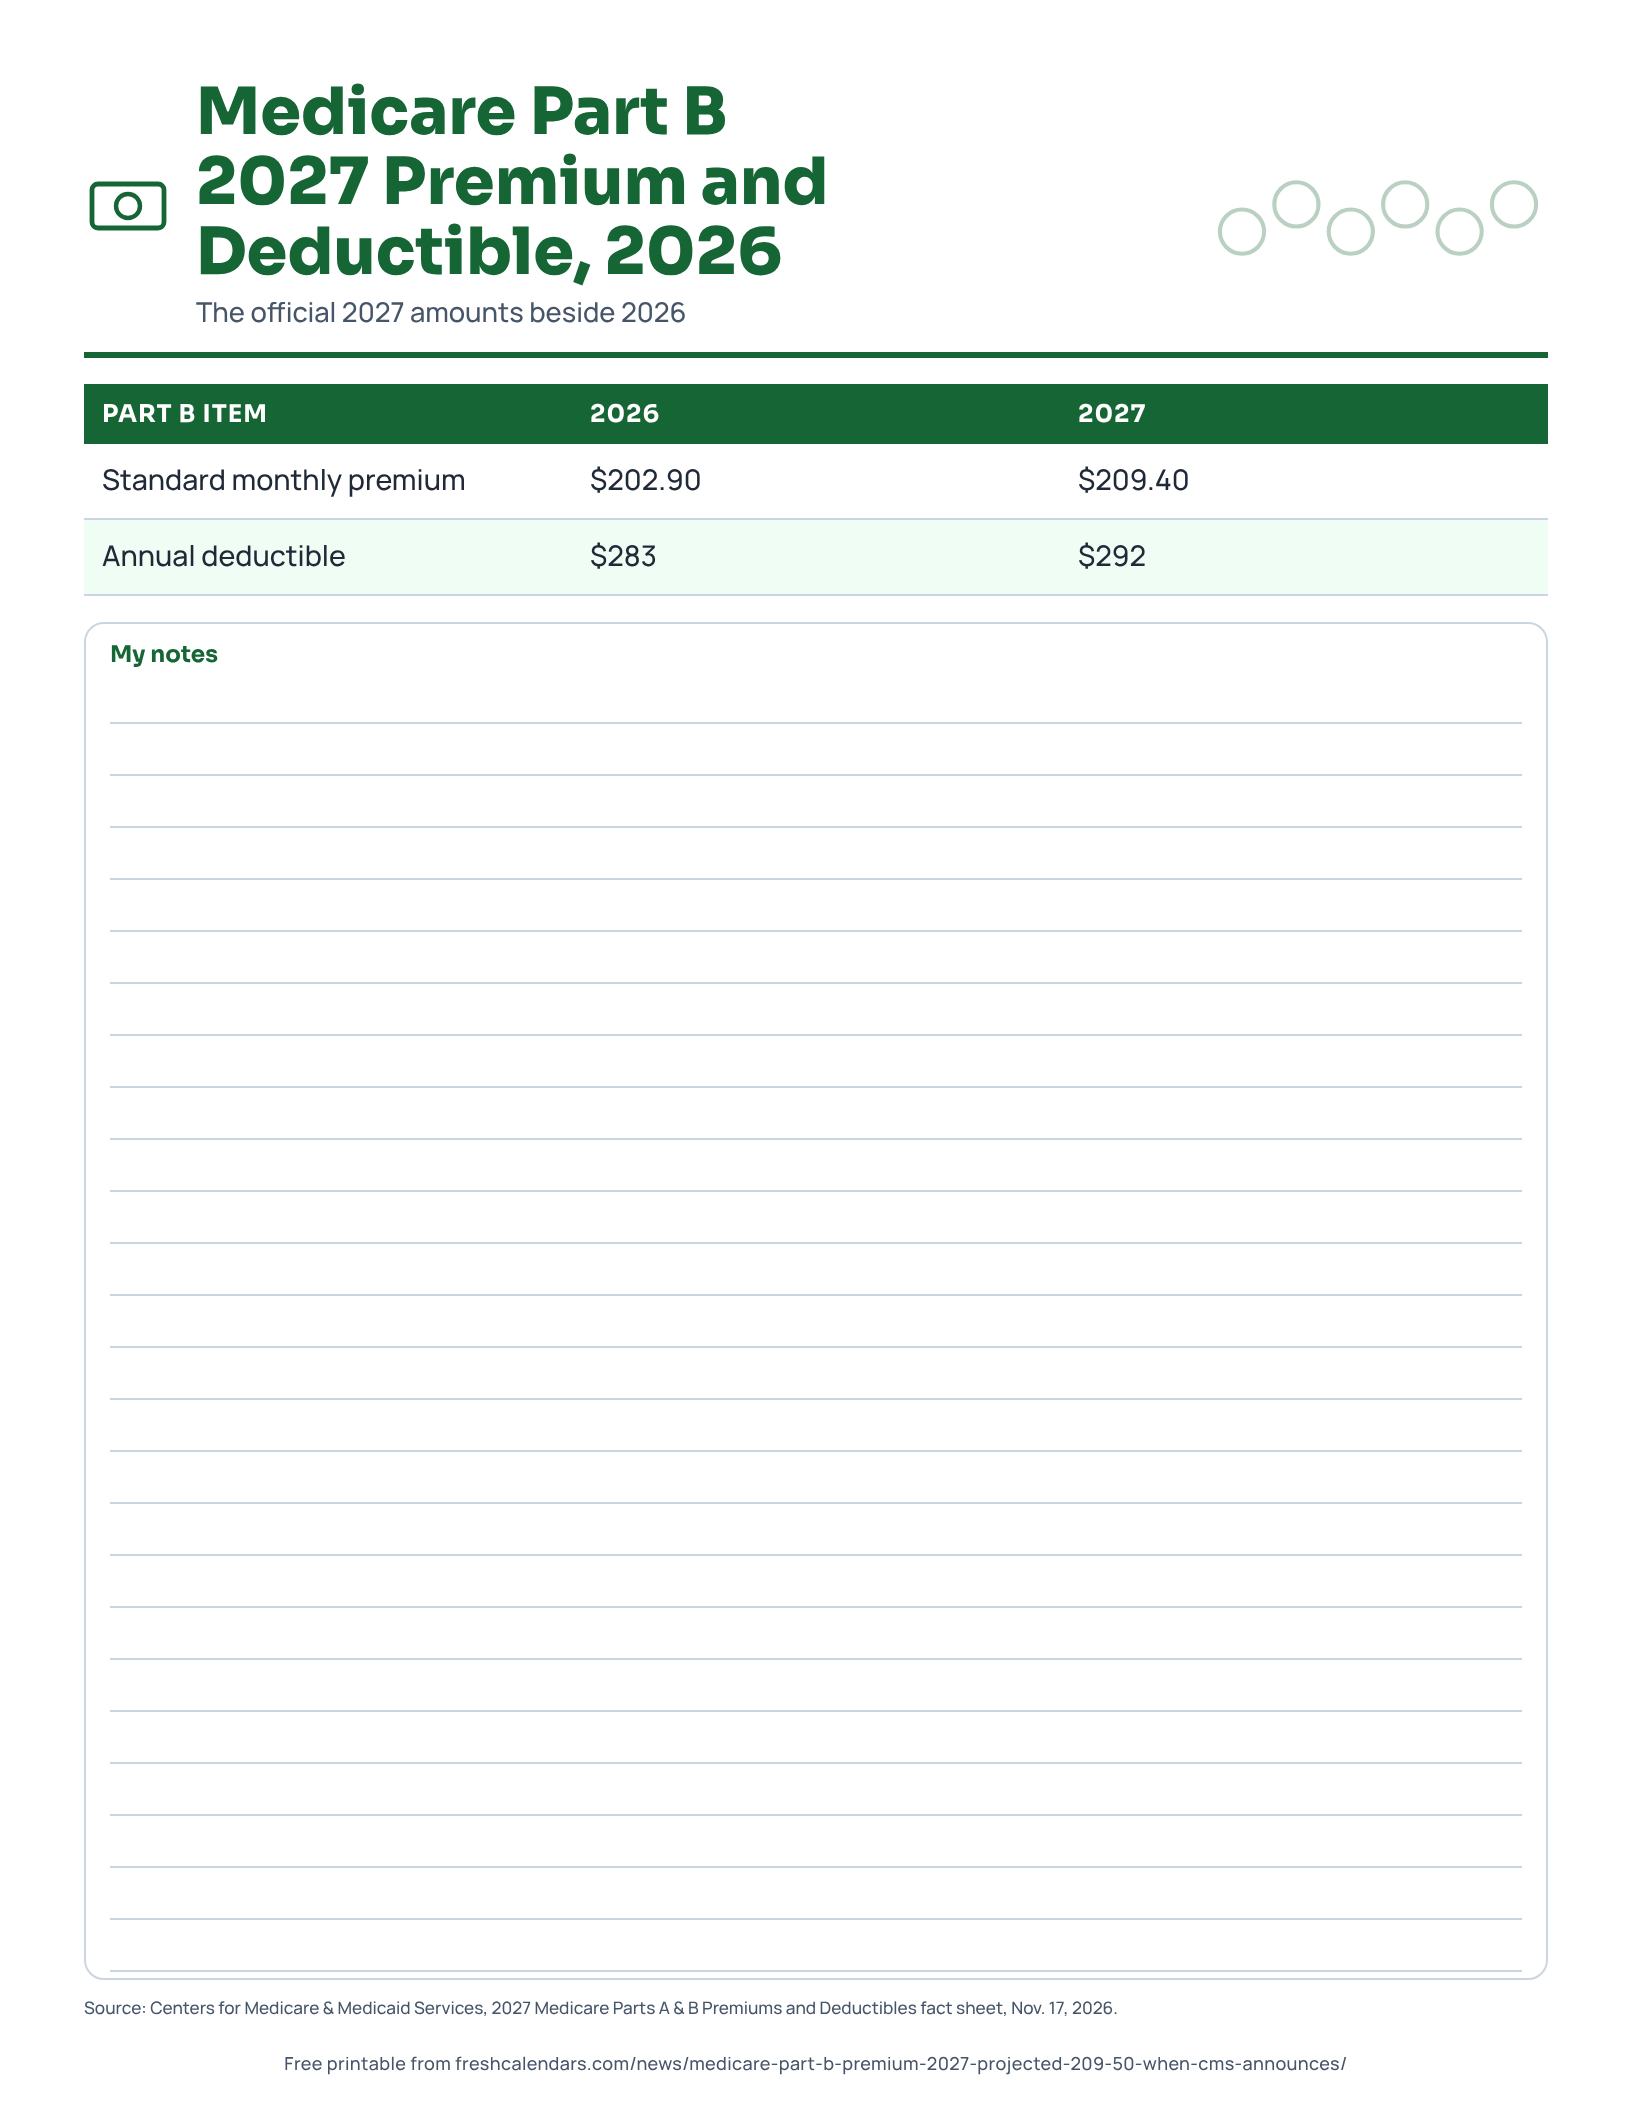 Medicare Part B
2027 Premium and
Deductible, 2026
The official 2027 amounts beside 2026
PART B ITEM 2026 2027
Standard monthly premium $202.90 $209.40
Annual deductible $283 $292
My notes
Source: Centers for Medicare & Medicaid Services, 2027 Medicare Parts A & B Premiums and Deductibles fact sheet, Nov. 17, 2026.
Free printable from freshcalendars.com/news/medicare-part-b-premium-2027-projected-209-50-when-cms-announces/